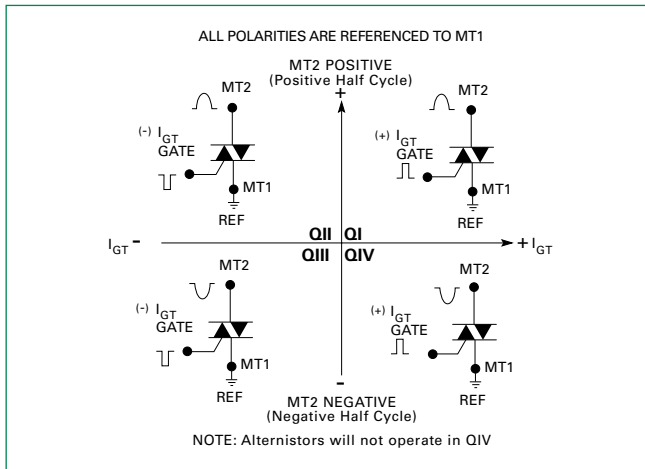 ALL POLARITIES ARE REFERENCED TO MT1
MT2 POSITIVE
(Positive Half Cycle)
+
MT2
(-) IGT
GATE
MT1
REF
MT2
(+) IGT
GATE
MT1
REF
IGT -
QII QI
QIII QIV
+ IGT
MT2
(-) IGT
GATE
MT1
REF
MT2
(+) IGT
GATE
MT1
REF
-
MT2 NEGATIVE
(Negative Half Cycle)
NOTE: Alternistors will not operate in QIV